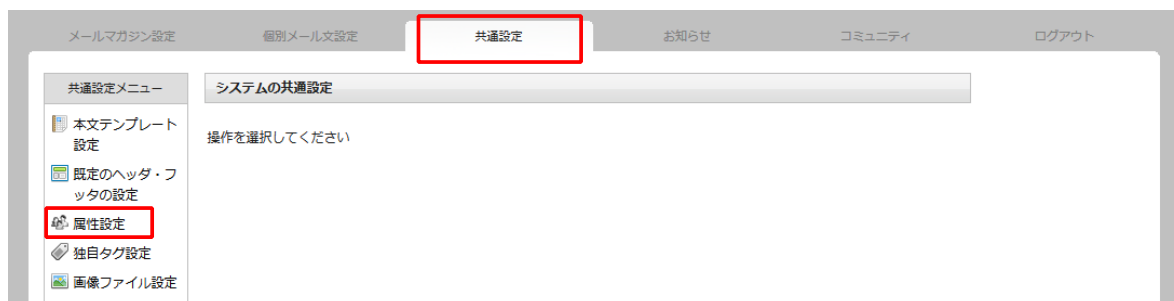 メールマガジン設定
個別メール文設定
共通設定
お知らせ
コミュニティ
ログアウト
共通設定メニュー
システムの共通設定
本文テンプレート
設定
操作を選択してください
既定のヘッダ・フ
ッタの設定
属性設定
独自タグ設定
画像ファイル設定